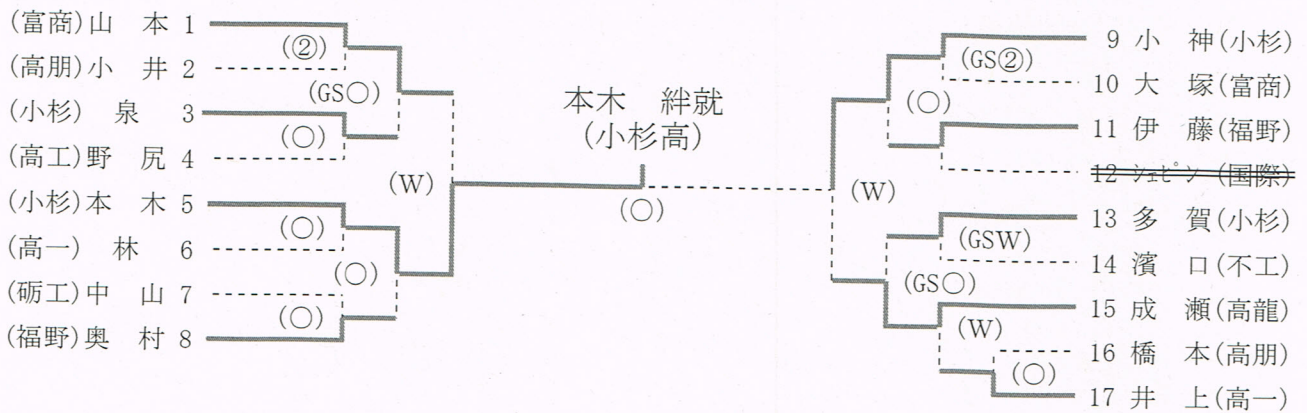 (富商)山 本 1
(②)
(高朋)小 井 2
(GS○)
(小杉) 泉 3
(○)
(高工)野 尻 4
(W)
(小杉)本 木 5
(○)
(高一) 林 6
(○)
(砺工)中 山 7
(○)
(福野)奥 村 8
本木 絆就
(小杉高)
(○)
9 小 神(小杉)
(GS②)
10 大 塚(富商)
(○)
11 伊 藤(福野)
12 シェピン (国際)
(W)
13 多 賀(小杉)
(GSW)
14 濱 口(不工)
(GS○)
15 成 瀬(高龍)
(W)
16 橋 本(高朋)
(○)
17 井 上(高一)